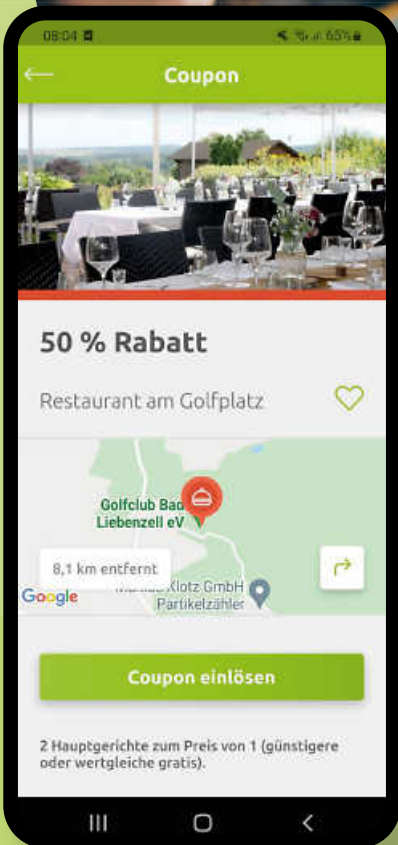 08:04
65%
Coupon
50 % Rabatt
Restaurant am Golfplatz
Golfclub Bad
Liebenzell eV
8,1 km entfernt
Klotz GmbH
Partikelzähler
Google
Coupon einlösen
2 Hauptgerichte zum Preis von 1 (günstigere
oder wertgleiche gratis).